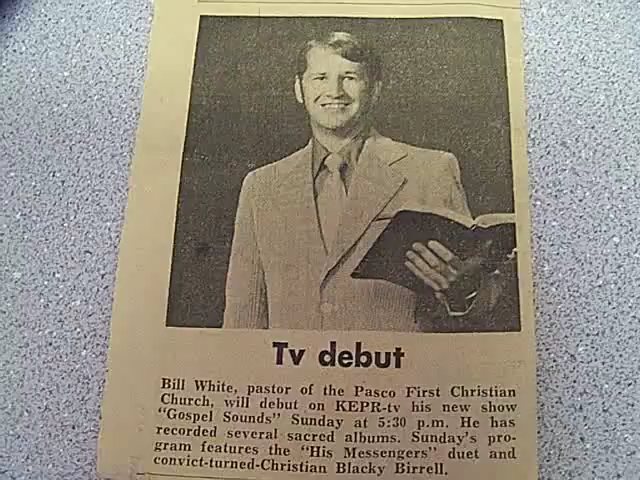 Tv debut
Bill White, pastor of the Pasco First Christian
Church, will debut on KEPR-tv his new show
"Gospel Sounds" Sunday at 5:30 p.m. He has
recorded several sacred albums. Sunday's pro-
gram features the "His Messengers" duet and
convict-turned-Christian Blacky Birrell.